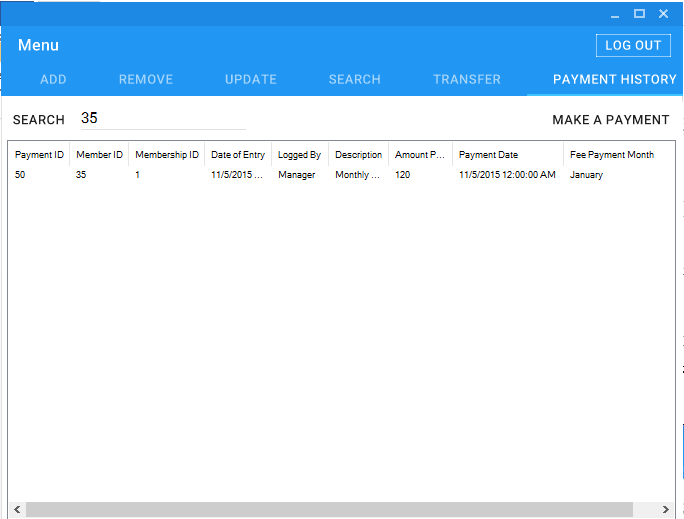 Menu
LOG OUT
ADD REMOVE UPDATE SEARCH TRANSFER PAYMENT HISTORY
SEARCH 35 MAKE A PAYMENT
Payment ID Member ID Membership ID Date of Entry Logged By Description Amount P... Payment Date Fee Payment Month
50 35 1 11/5/2015 ... Manager Monthly ... 120 11/5/2015 12:00:00 AM January